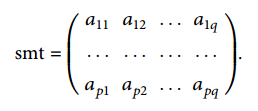 a₁₁ a₁₂ … a₁q
smt = ( … … … … ).
aₚ₁ aₚ₂ … aₚq